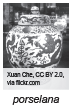 Xuan Che, CC BY 2.0,
via flickr.com
porselana